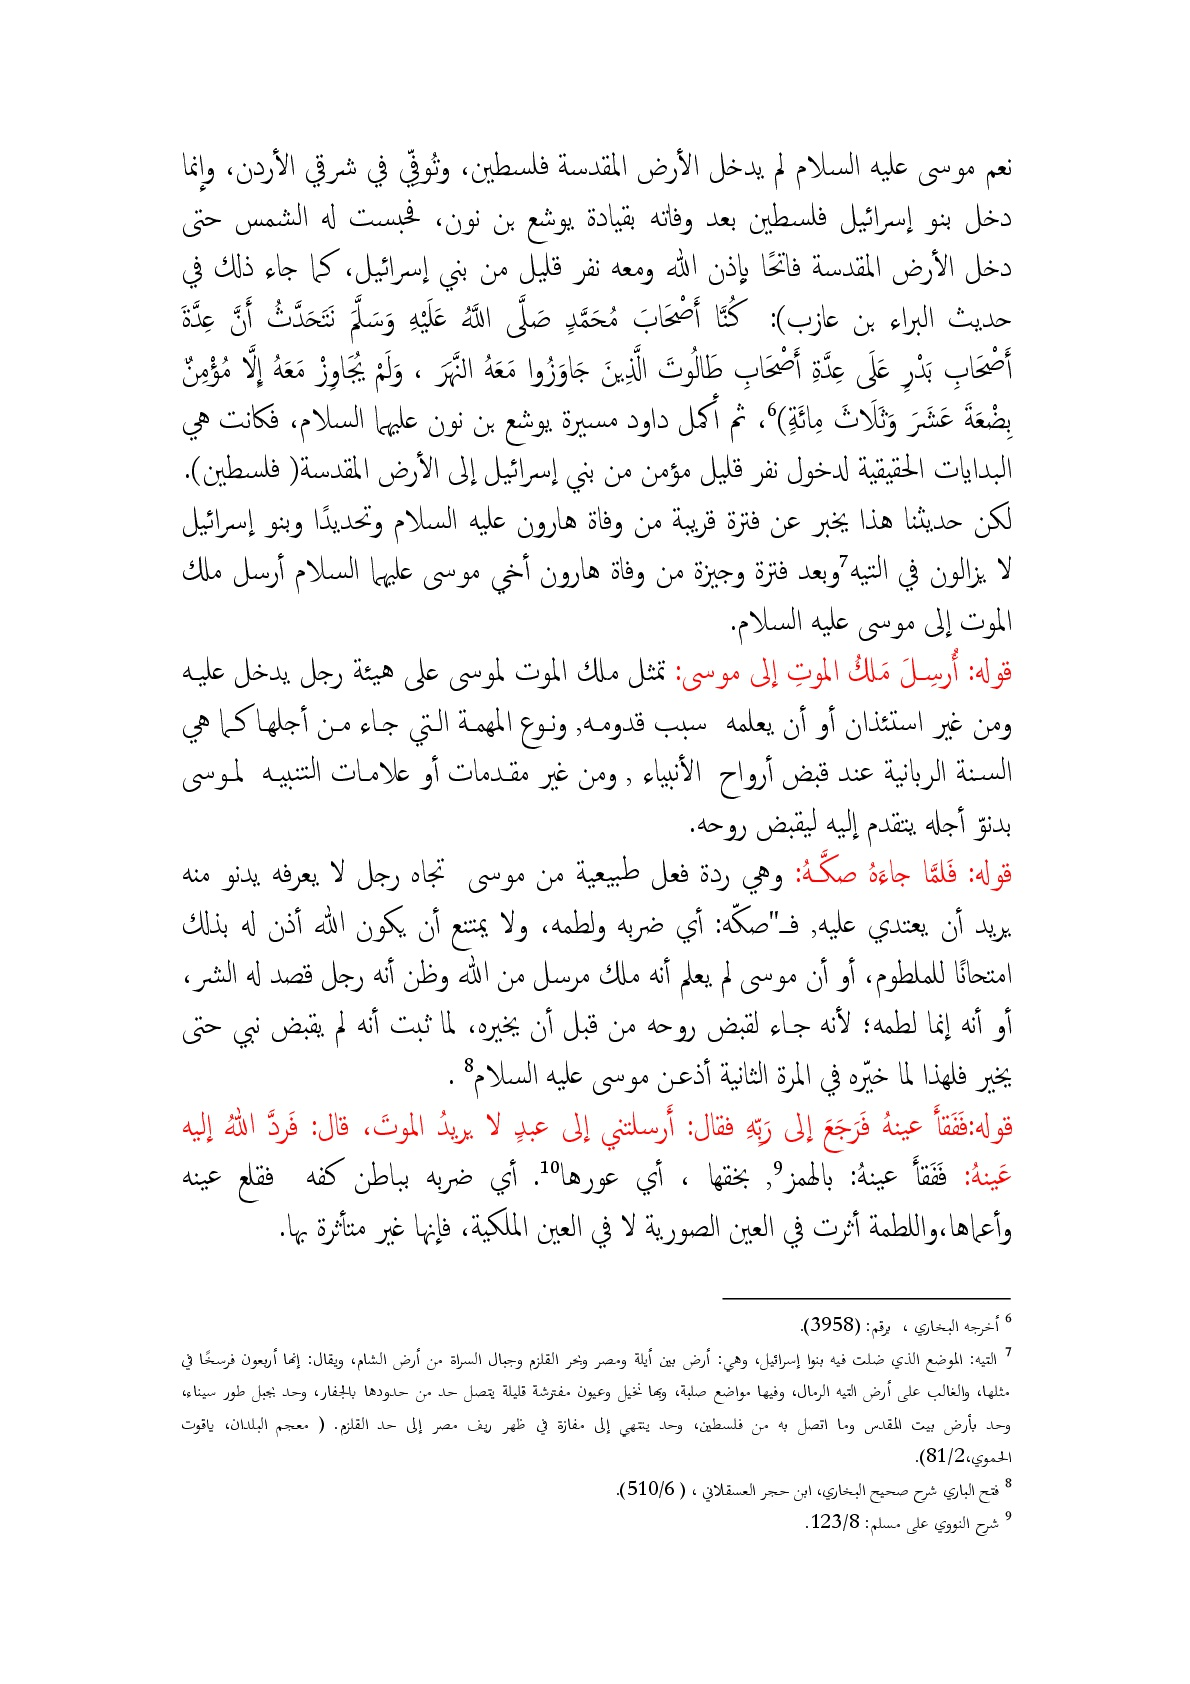 نعم موسى عليه السلام لم يدخل الأرض المقدسة فلسطين، وتُوفِّي في شرقي الأردن، وإنما
دخل بنو إسرائيل فلسطين بعد وفاته بقيادة يوشع بن نون، فحبست له الشمس حتى
دخل الأرض المقدسة فاتحًا بإذن الله ومعه نفر قليل من بني إسرائيل، كما جاء ذلك في
حديث البراء بن عازب): كُنَّا أَصْحَابَ مُحَمَّدٍ صَلَّى اللَّهُ عَلَيْهِ وَسَلَّمَ نَتَحَدَّثُ أَنَّ عِدَّةَ
أَصْحَابِ بَدْرٍ عَلَى عِدَّةِ أَصْحَابِ طَالُوتَ الَّذِينَ جَاوَزُوا مَعَهُ النَّهَرَ ، وَلَمْ يُجَاوِزْ مَعَهُ إِلَّا مُؤْمِنٌ
بِضْعَةَ عَشَرَ وَثَلَاثَ مِائَةٍ)6، ثم أكمل داود مسيرة يوشع بن نون عليهما السلام، فكانت هي
البدايات الحقيقية لدخول نفر قليل مؤمن من بني إسرائيل إلى الأرض المقدسة( فلسطين).
لكن حديثنا هذا يخبر عن فترة قريبة من وفاة هارون عليه السلام وتحديدًا وبنو إسرائيل
لا يزالون في التيه7وبعد فترة وجيزة من وفاة هارون أخي موسى عليهما السلام أرسل ملك
الموت إلى موسى عليه السلام.
قوله: أُرسِـلَ مَلكُ الموتِ إلى موسى: تمثل ملك الموت لموسى على هيئة رجل يدخل عليـه
ومن غير استئذان أو أن يعلمه سبب قدومـه, ونـوع المهمـة الـتي جـاء مـن أجلهـا كـما هي
السـنة الربانية عند قبض أرواح الأنبياء , ومن غير مقـدمات أو علامـات التنبيـه لمـوسى
بدنوّ أجله يتقدم إليه ليقبض روحه.
قوله: فَلمَّا جاءَهُ صكَّـهُ: وهي ردة فعل طبيعية من موسى تجاه رجل لا يعرفه يدنو منه
يريد أن يعتدي عليه, فـ"صكّه: أي ضربه ولطمه، ولا يمتنع أن يكون الله أذن له بذلك
امتحانًا للملطوم، أو أن موسى لم يعلم أنه ملك مرسل من الله وظن أنه رجل قصد له الشر،
أو أنه إنما لطمه؛ لأنه جـاء لقبض روحه من قبل أن يخيره، لما ثبت أنه لم يقبض نبي حتى
يخير فلهذا لما خيّره في المرة الثانية أذعـن موسى عليه السلام8 .
قوله:فَفَقأَ عينهُ فَرَجَعَ إلى رَبِّهِ فقال: أَرسلتني إلى عبدٍ لا يريدُ الموتَ، قال: فَردَّ اللهُ إليه
عَينهُ: فَفَقأَ عينهُ: بالهمز9, بخقها ، أي عورها10. أي ضربه بباطن كفه فقلع عينه
وأعماها،واللطمة أثرت في العين الصورية لا في العين الملكية، فإنها غير متأثرة بها.
6 أخرجه البخاري ، برقم: (3958).
7 التيه: الموضع الذي ضلت فيه بنوا إسرائيل، وهي: أرض بين أيلة ومصر وبحر القلزم وجبال السراة من أرض الشام، ويقال: إنها أربعون فرسخًا في
مثلها، والغالب على أرض التيه الرمال، وفيها مواضع صلبة، وبها نخيل وعيون مفترشة قليلة يتصل حد من حدودها بالجفار، وحد بجبل طور سيناء،
وحد بأرض بيت المقدس وما اتصل به من فلسطين، وحد ينتهي إلى مفازة في ظهر ريف مصر إلى حد القلزم. ( معجم البلدان، ياقوت
الحموي،81/2).
8 فتح الباري شرح صحيح البخاري، ابن حجر العسقلاني ، ( 510/6).
9 شرح النووي على مسلم: 123/8.